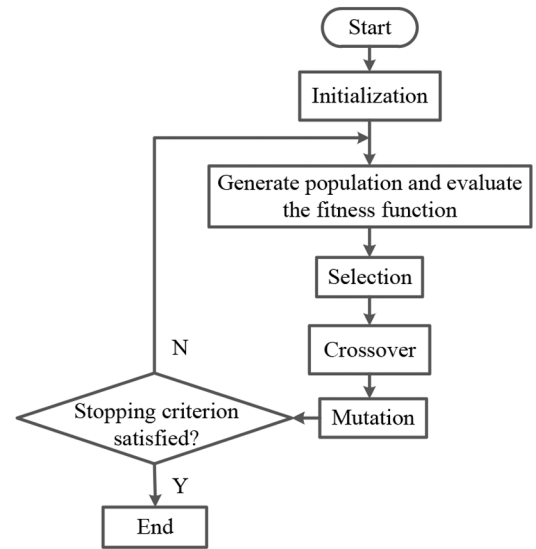 Start
Initialization
Generate population and evaluate
the fitness function
Selection
Crossover
Mutation
Stopping criterion
satisfied?
N
Y
End